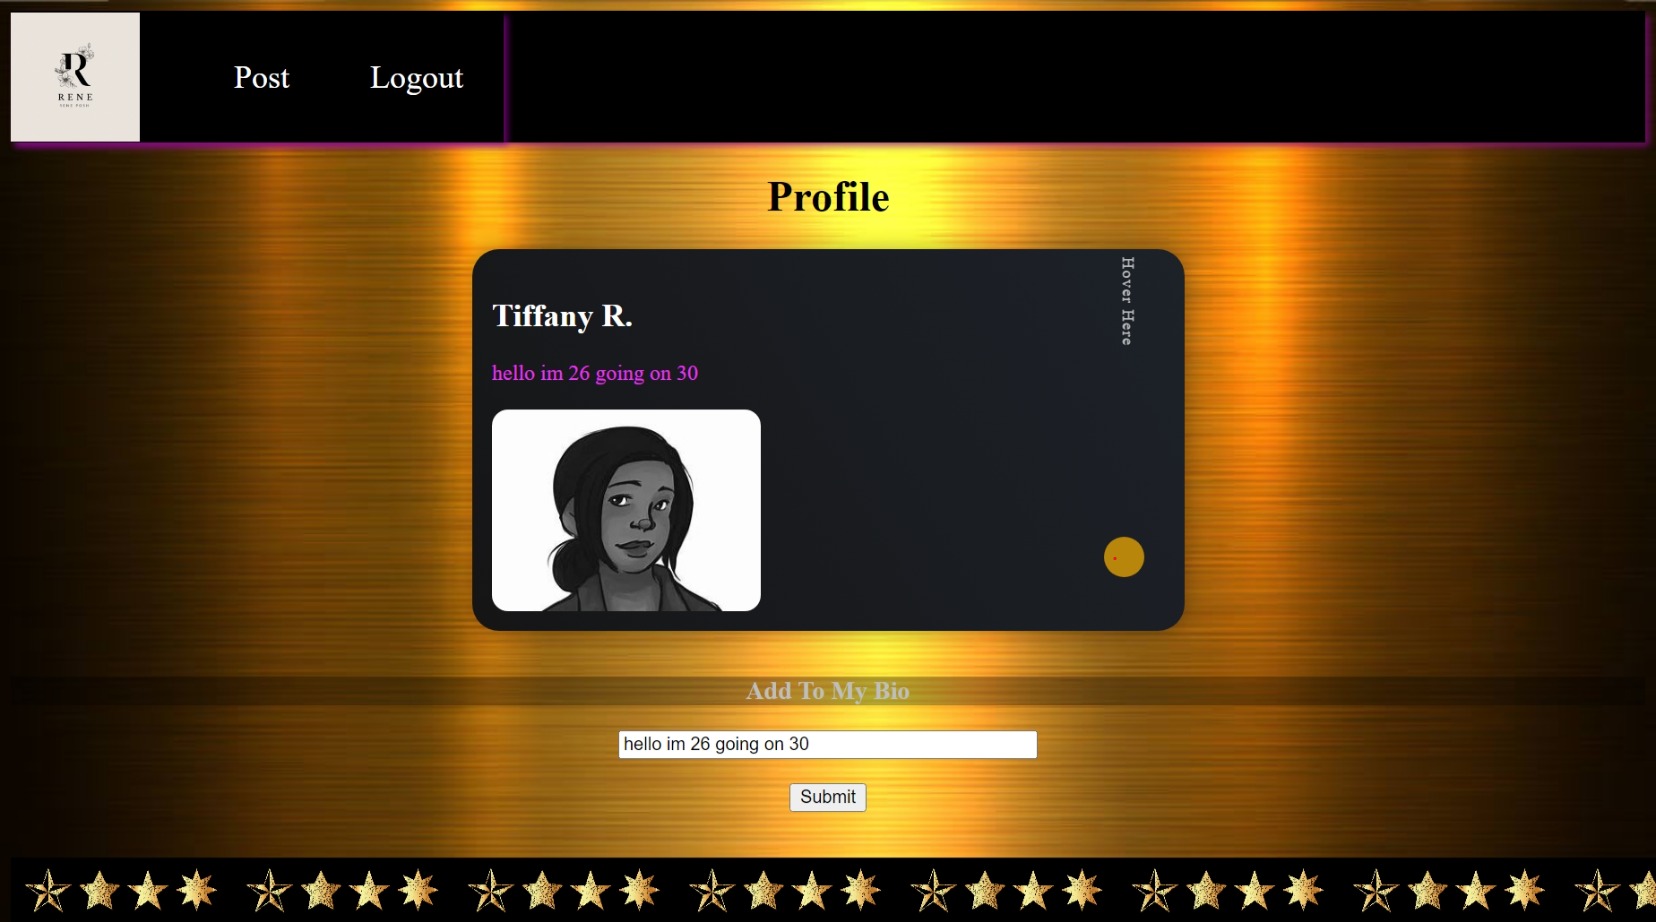 R
RENE
Post
Logout
Profile
Hover Here
Tiffany R.
hello im 26 going on 30
Add To My Bio
hello im 26 going on 30
Submit